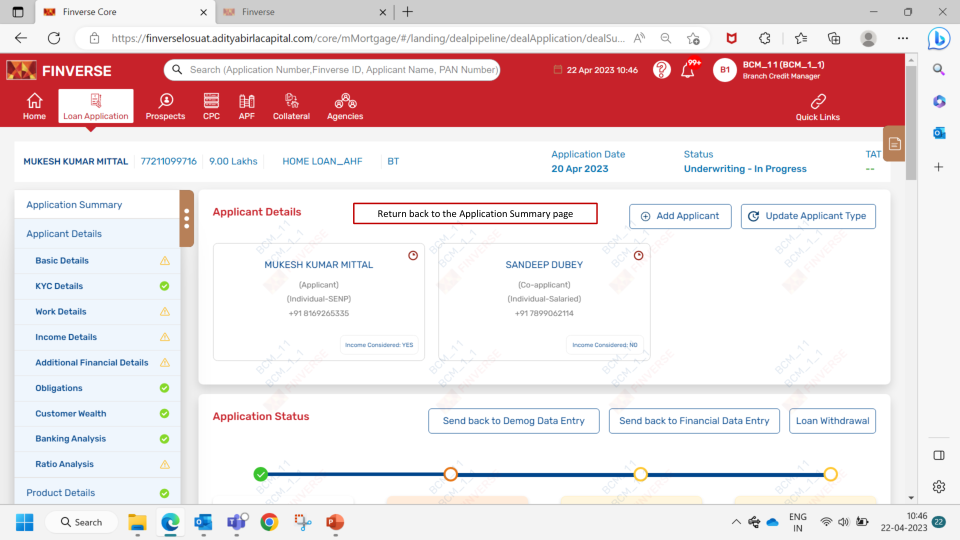 Finverse Core
Finverse
https://finverselosuat.adityabirlacapital.com/core/mMortgage/#/landing/dealpipeline/dealApplication/dealSu...
FINVERSE
Search (Application Number,Finverse ID, Applicant Name, PAN Number)
22 Apr 2023 10:46
99+
B1
BCM_11 (BCM_1_1)
Branch Credit Manager
Home
Loan Application
Prospects
CPC
APF
Collateral
Agencies
Quick Links
MUKESH KUMAR MITTAL
77211099716
9.00 Lakhs
HOME LOAN_AHF
BT
Application Date
20 Apr 2023
Status
Underwriting - In Progress
TAT
--
Application Summary
Applicant Details
Basic Details
KYC Details
Work Details
Income Details
Additional Financial Details
Obligations
Customer Wealth
Banking Analysis
Ratio Analysis
Product Details
Applicant Details
Return back to the Application Summary page
Add Applicant
Update Applicant Type
MUKESH KUMAR MITTAL
(Applicant)
(Individual-SENP)
+91 8169265335
Income Considered: YES
SANDEEP DUBEY
(Co-applicant)
(Individual-Salaried)
+91 7899062114
Income Considered: NO
Application Status
Send back to Demog Data Entry
Send back to Financial Data Entry
Loan Withdrawal
Search
ENG
IN
10:46
22-04-2023
22